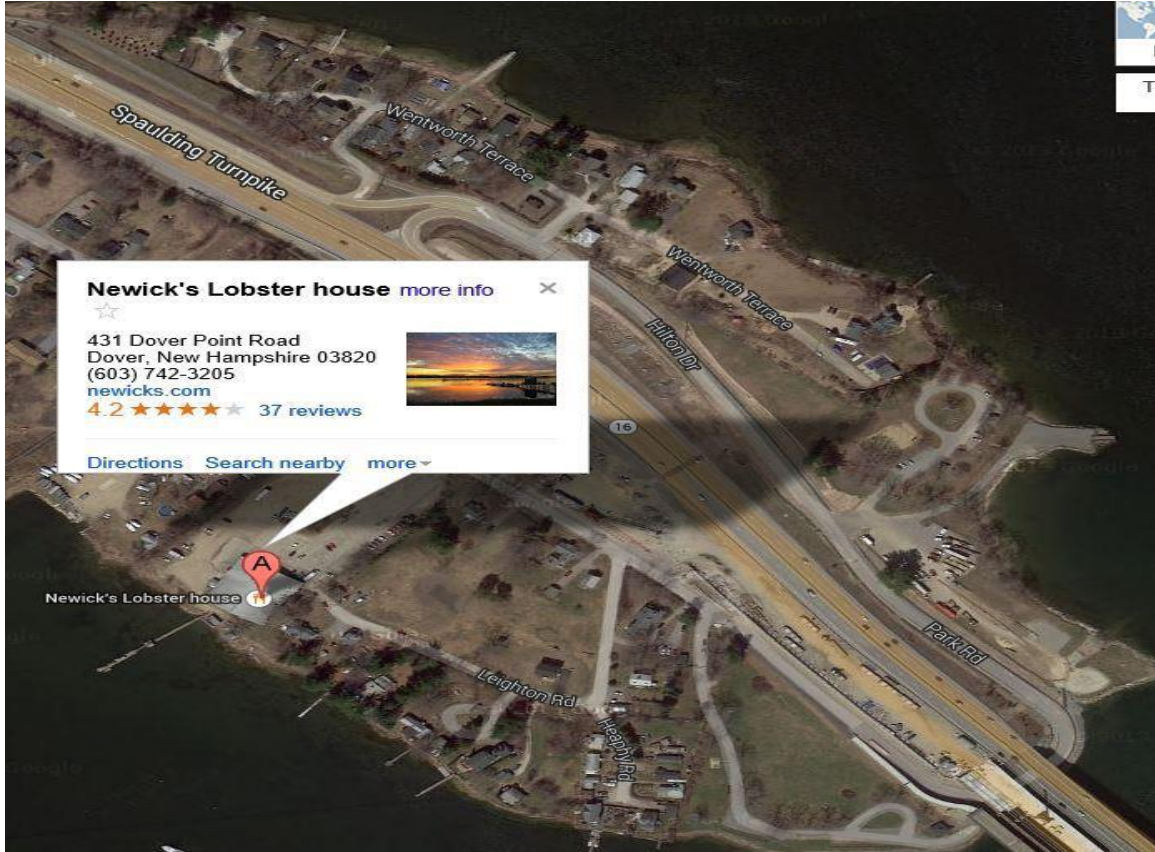 Wentworth Terrace
Spaulding Turnpike
Wentworth Terrace
Newick's Lobster house more info ×
431 Dover Point Road
Dover, New Hampshire 03820
(603) 742-3205
newicks.com
4.2 37 reviews
Directions Search nearby more
Hilton Dr
16
A
Newick's Lobster house
Park Rd
Leighton Rd
Heaphy Rd
Google
Google